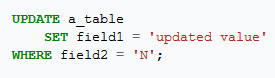 UPDATE a_table
SET field1 = 'updated value'
WHERE field2 = 'N';